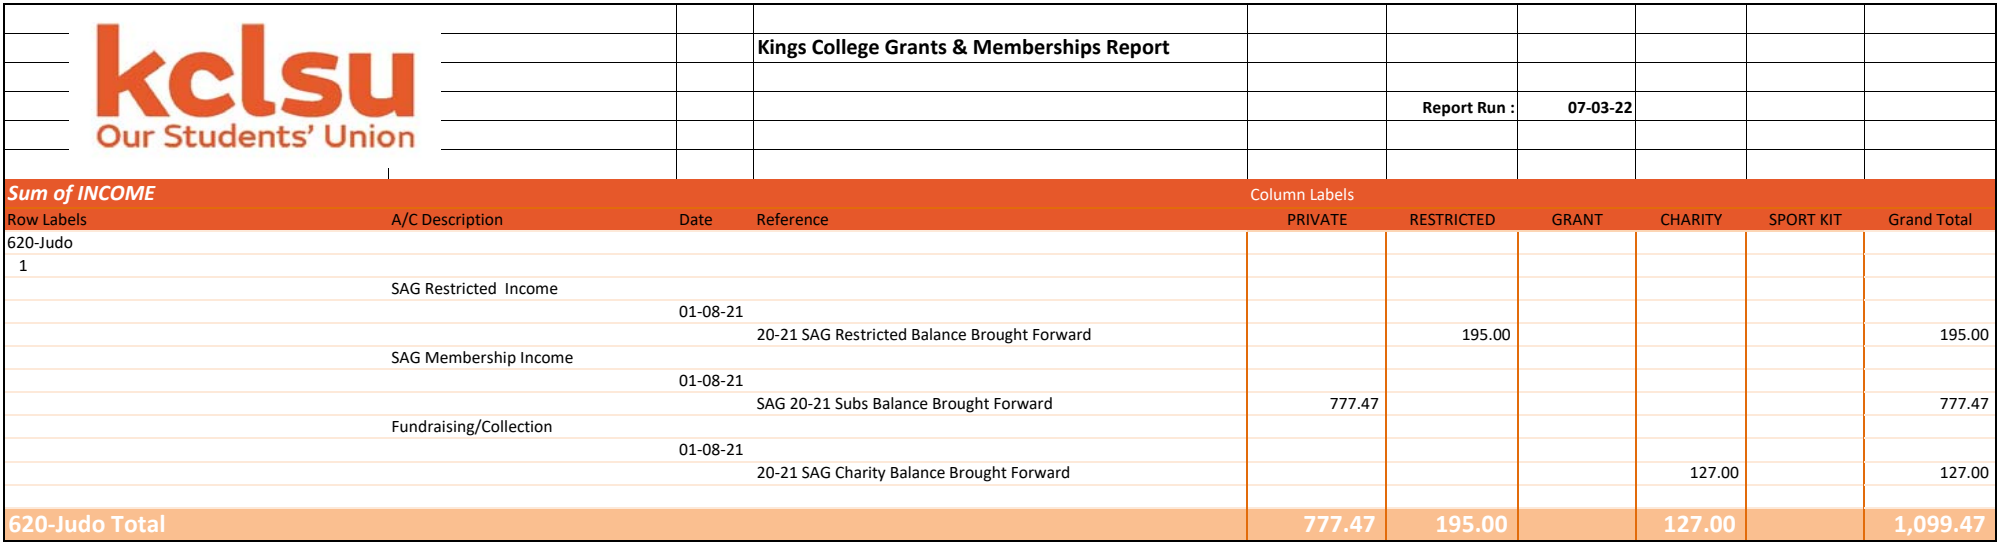 kclsu
Our Students' Union
Kings College Grants & Memberships Report
Report Run : 07-03-22
Sum of INCOME Column Labels
Row Labels A/C Description Date Reference PRIVATE RESTRICTED GRANT CHARITY SPORT KIT Grand Total
620-Judo
1
SAG Restricted  Income
01-08-21
20-21 SAG Restricted Balance Brought Forward 195.00 195.00
SAG Membership Income
01-08-21
SAG 20-21 Subs Balance Brought Forward 777.47 777.47
Fundraising/Collection
01-08-21
20-21 SAG Charity Balance Brought Forward 127.00 127.00
620-Judo Total 777.47 195.00 127.00 1,099.47